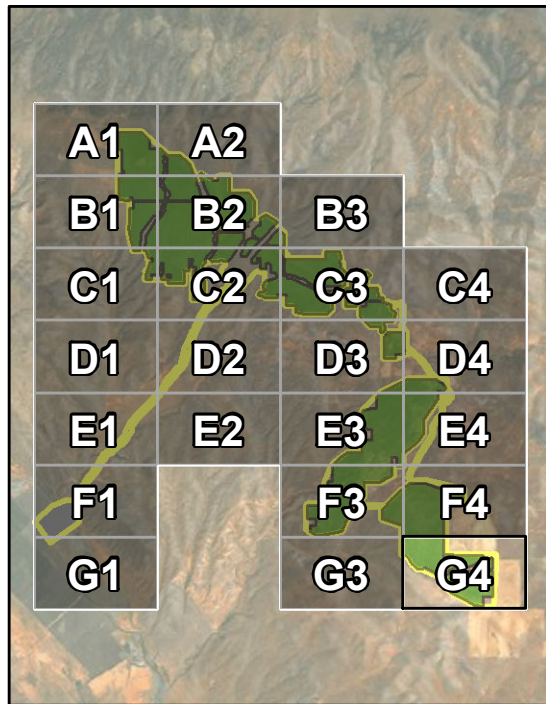 A1 A2
B1 B2 B3
C1 C2 C3 C4
D1 D2 D3 D4
E1 E2 E3 E4
F1 F3 F4
G1 G3 G4